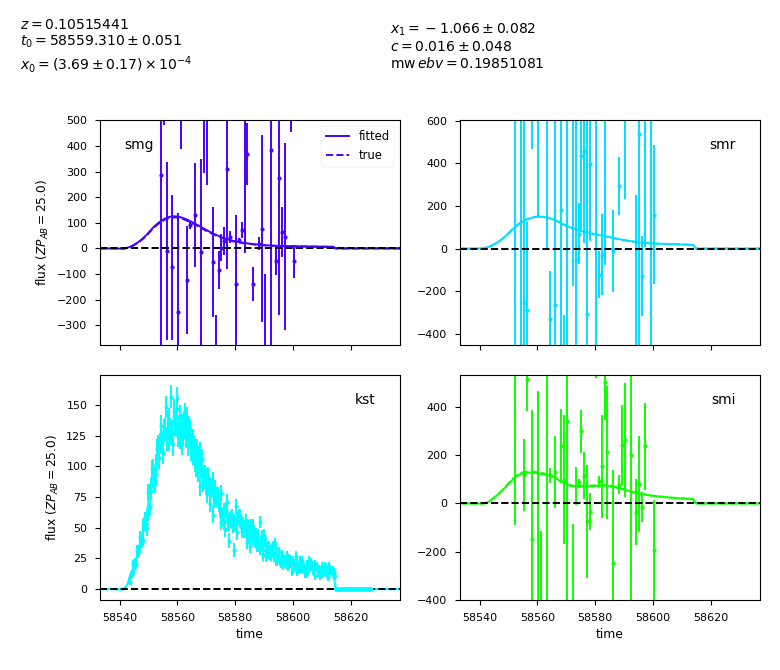 z = 0.10515441
t₀ = 58559.310 ± 0.051
x₀ = (3.69 ± 0.17) × 10⁻⁴
x₁ = −1.066 ± 0.082
c = 0.016 ± 0.048
mw ebv = 0.19851081
smg
fitted
true
flux (ZP_AB = 25.0)
500
400
300
200
100
0
−100
−200
−300
smr
600
400
200
0
−200
−400
kst
flux (ZP_AB = 25.0)
150
125
100
75
50
25
0
58540 58560 58580 58600 58620
time
smi
400
200
0
−200
−400
58540 58560 58580 58600 58620
time